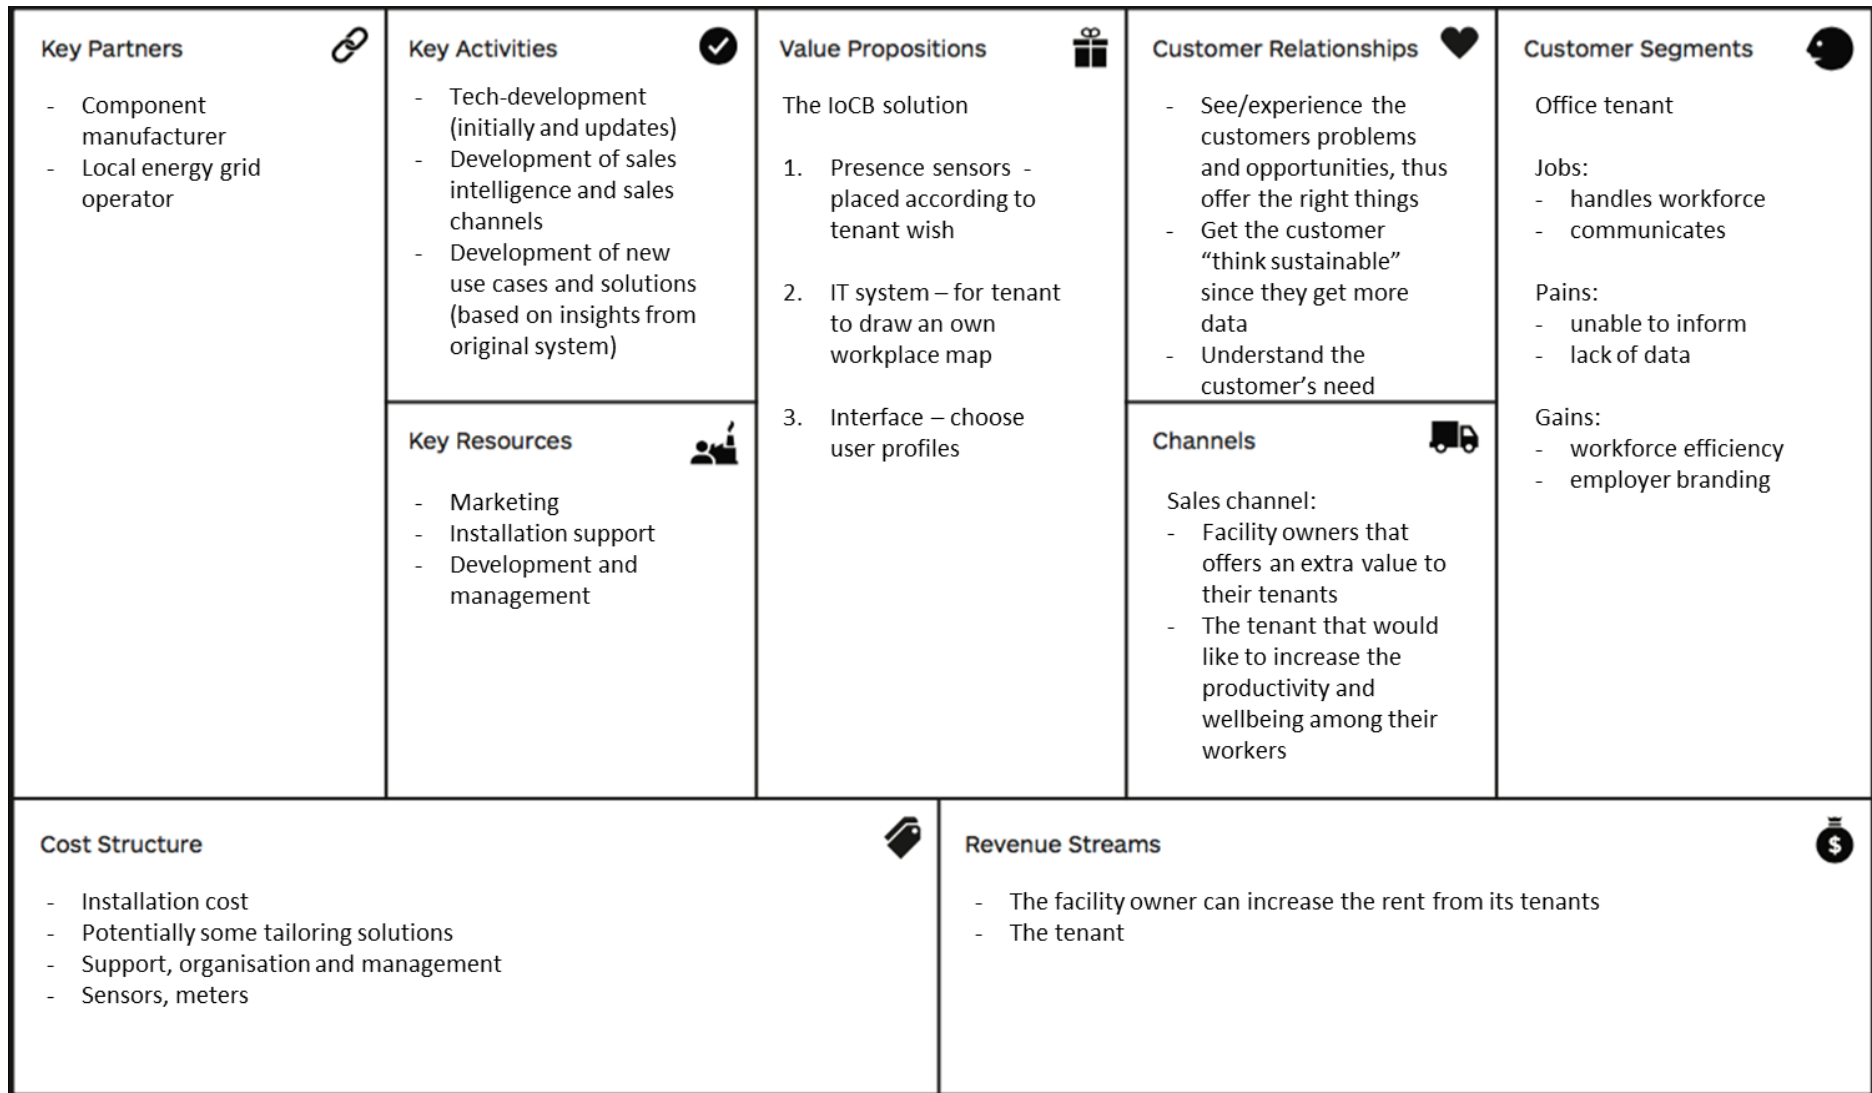 Key Partners
- Component
manufacturer
- Local energy grid
operator
Key Activities
- Tech-development
(initially and updates)
- Development of sales
intelligence and sales
channels
- Development of new
use cases and solutions
(based on insights from
original system)
Key Resources
- Marketing
- Installation support
- Development and
management
Value Propositions
The IoCB solution
1. Presence sensors -
placed according to
tenant wish
2. IT system – for tenant
to draw an own
workplace map
3. Interface – choose
user profiles
Customer Relationships
- See/experience the
customers problems
and opportunities, thus
offer the right things
- Get the customer
“think sustainable”
since they get more
data
- Understand the
customer’s need
Channels
Sales channel:
- Facility owners that
offers an extra value to
their tenants
- The tenant that would
like to increase the
productivity and
wellbeing among their
workers
Customer Segments
Office tenant
Jobs:
- handles workforce
- communicates
Pains:
- unable to inform
- lack of data
Gains:
- workforce efficiency
- employer branding
Cost Structure
- Installation cost
- Potentially some tailoring solutions
- Support, organisation and management
- Sensors, meters
Revenue Streams
$
- The facility owner can increase the rent from its tenants
- The tenant